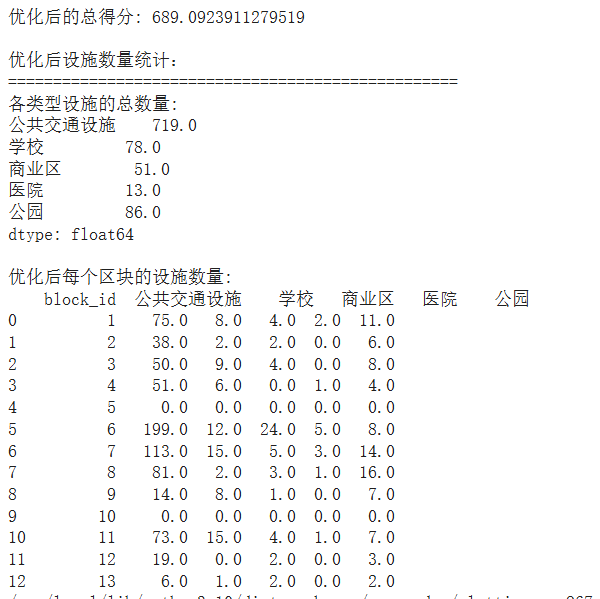 优化后的总得分: 689.0923911279519
优化后设施数量统计:
==================================================
各类型设施的总数量:
公共交通设施 719.0
学校 78.0
商业区 51.0
医院 13.0
公园 86.0
dtype: float64
优化后每个区块的设施数量:
block_id 公共交通设施 学校 商业区 医院 公园
0 1 75.0 8.0 4.0 2.0 11.0
1 2 38.0 2.0 2.0 0.0 6.0
2 3 50.0 9.0 4.0 0.0 8.0
3 4 51.0 6.0 0.0 1.0 4.0
4 5 0.0 0.0 0.0 0.0 0.0
5 6 199.0 12.0 24.0 5.0 8.0
6 7 113.0 15.0 5.0 3.0 14.0
7 8 81.0 2.0 3.0 1.0 16.0
8 9 14.0 8.0 1.0 0.0 7.0
9 10 0.0 0.0 0.0 0.0 0.0
10 11 73.0 15.0 4.0 1.0 7.0
11 12 19.0 0.0 2.0 0.0 3.0
12 13 6.0 1.0 2.0 0.0 2.0